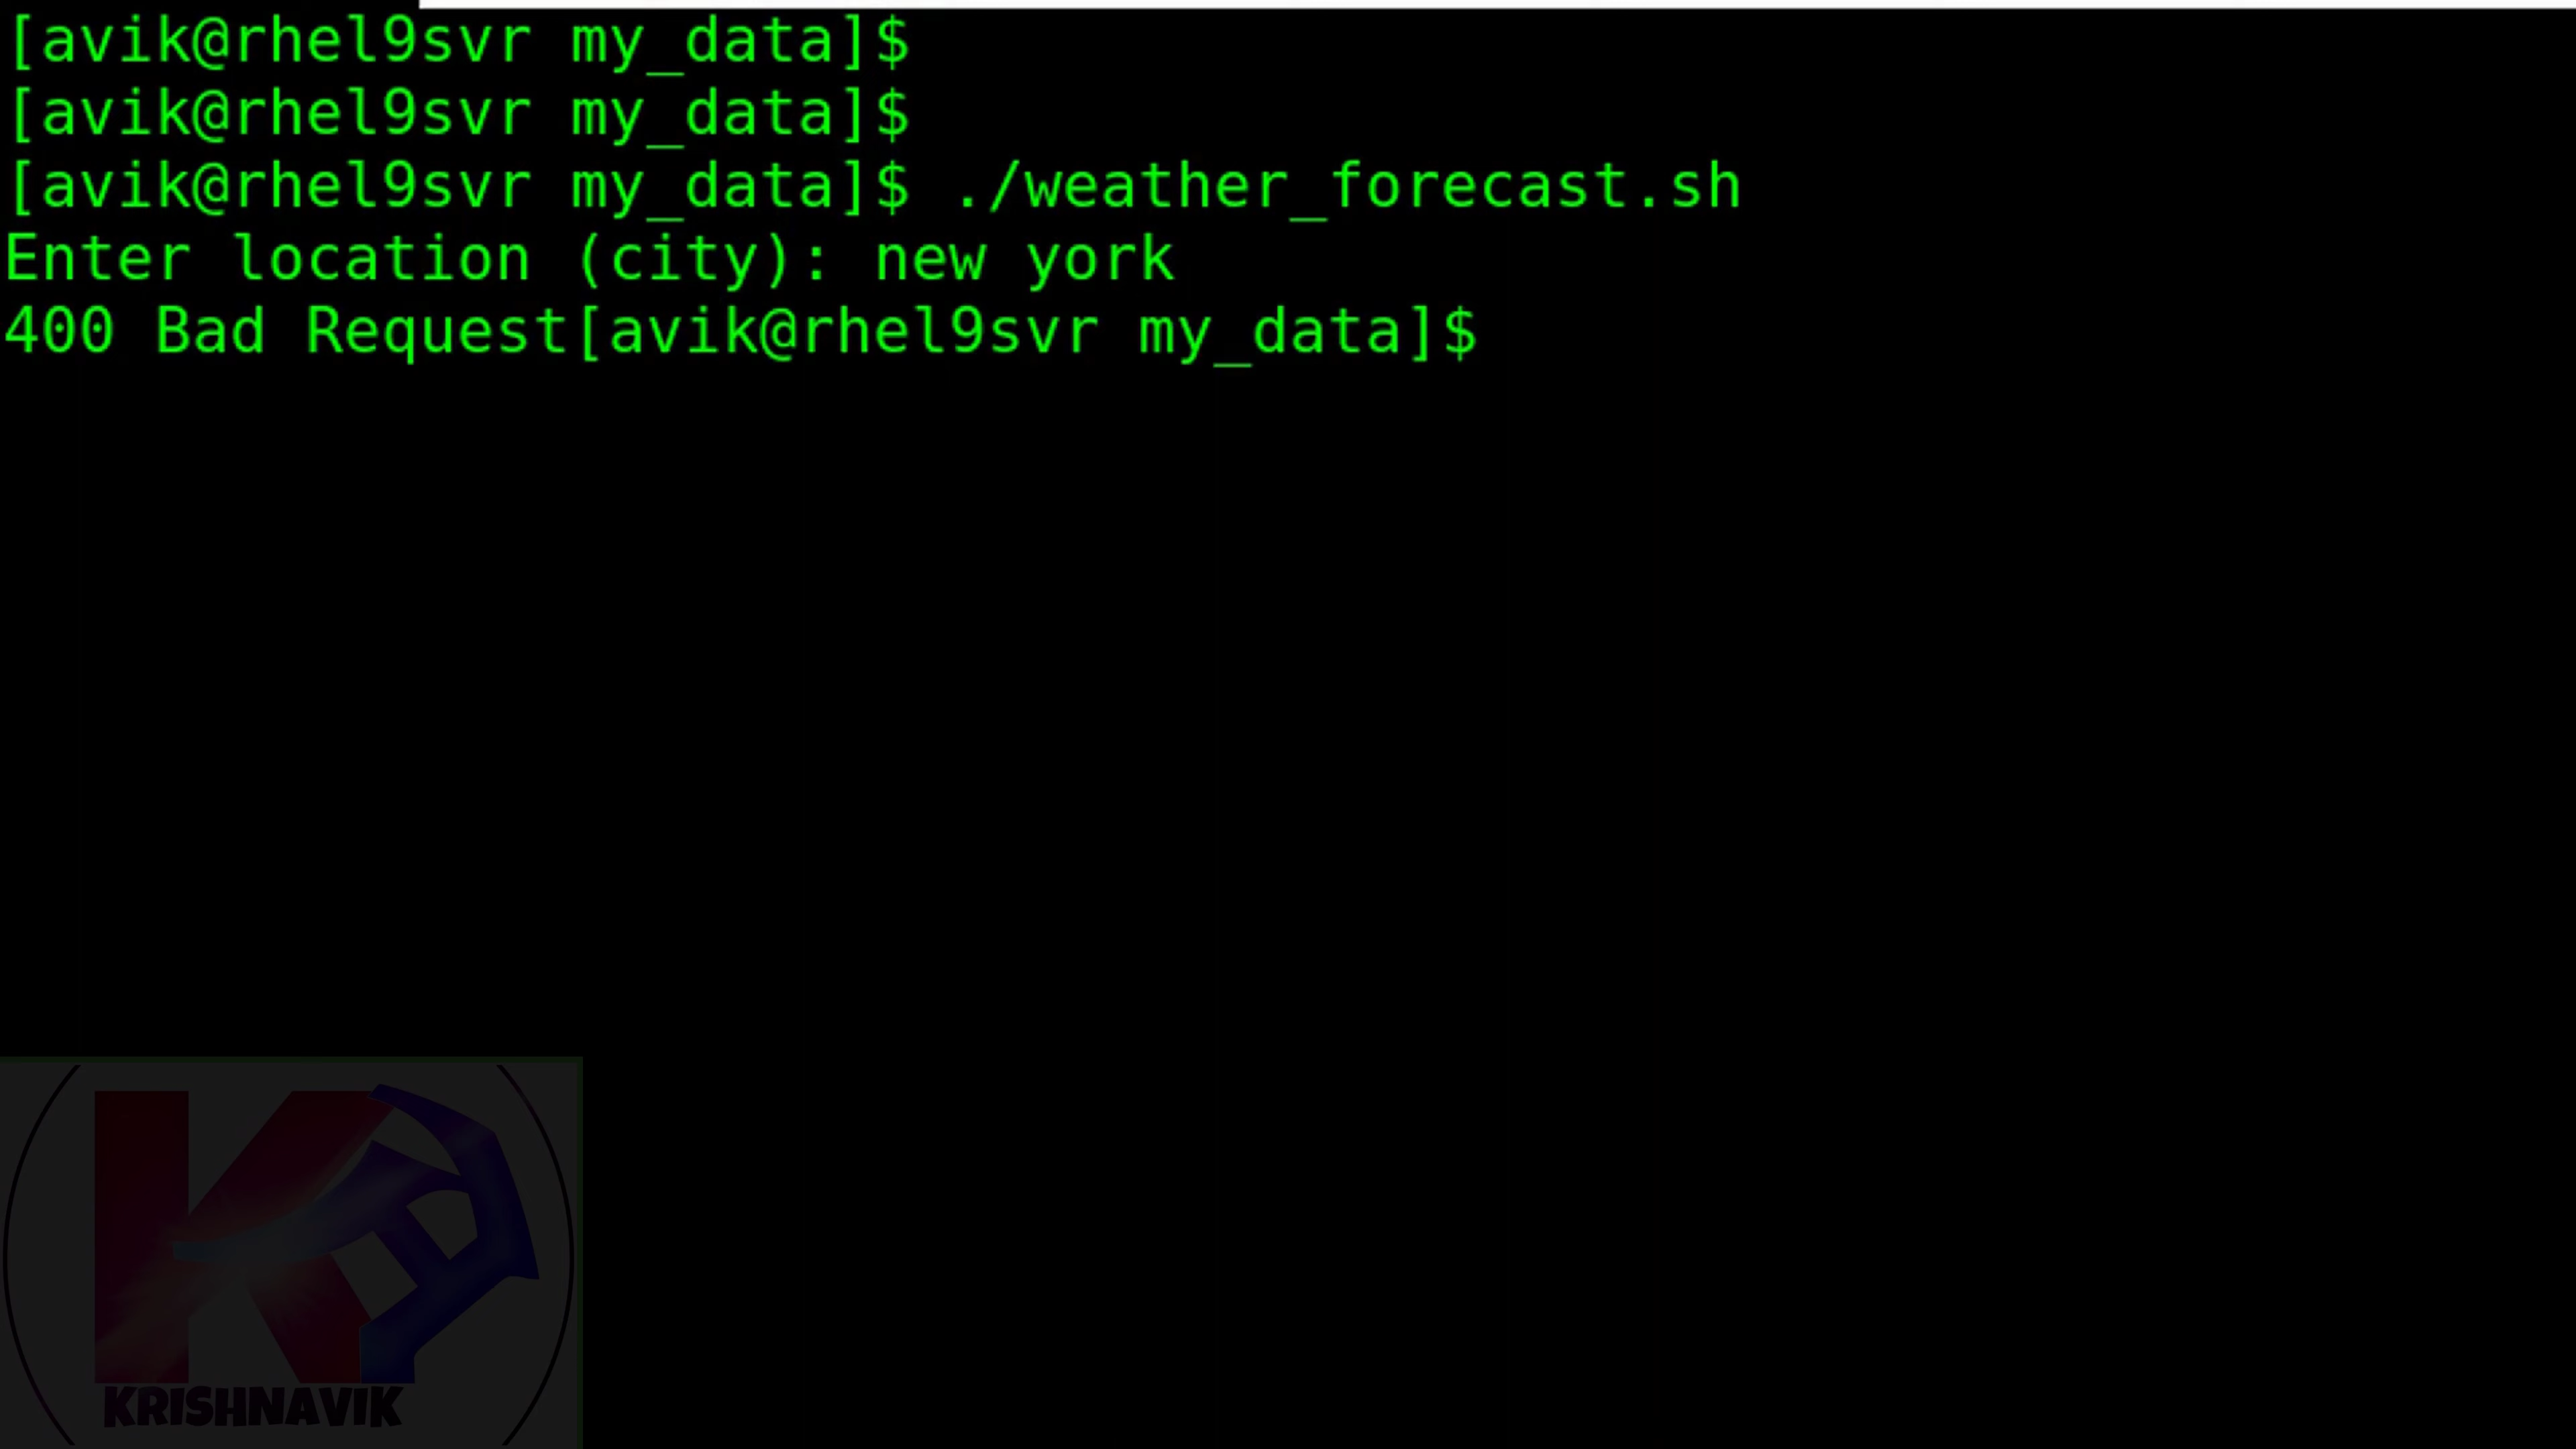 [avik@rhel9svr my_data]$
[avik@rhel9svr my_data]$
[avik@rhel9svr my_data]$ ./weather_forecast.sh
Enter location (city): new york
400 Bad Request[avik@rhel9svr my_data]$
KRISHNAVIK